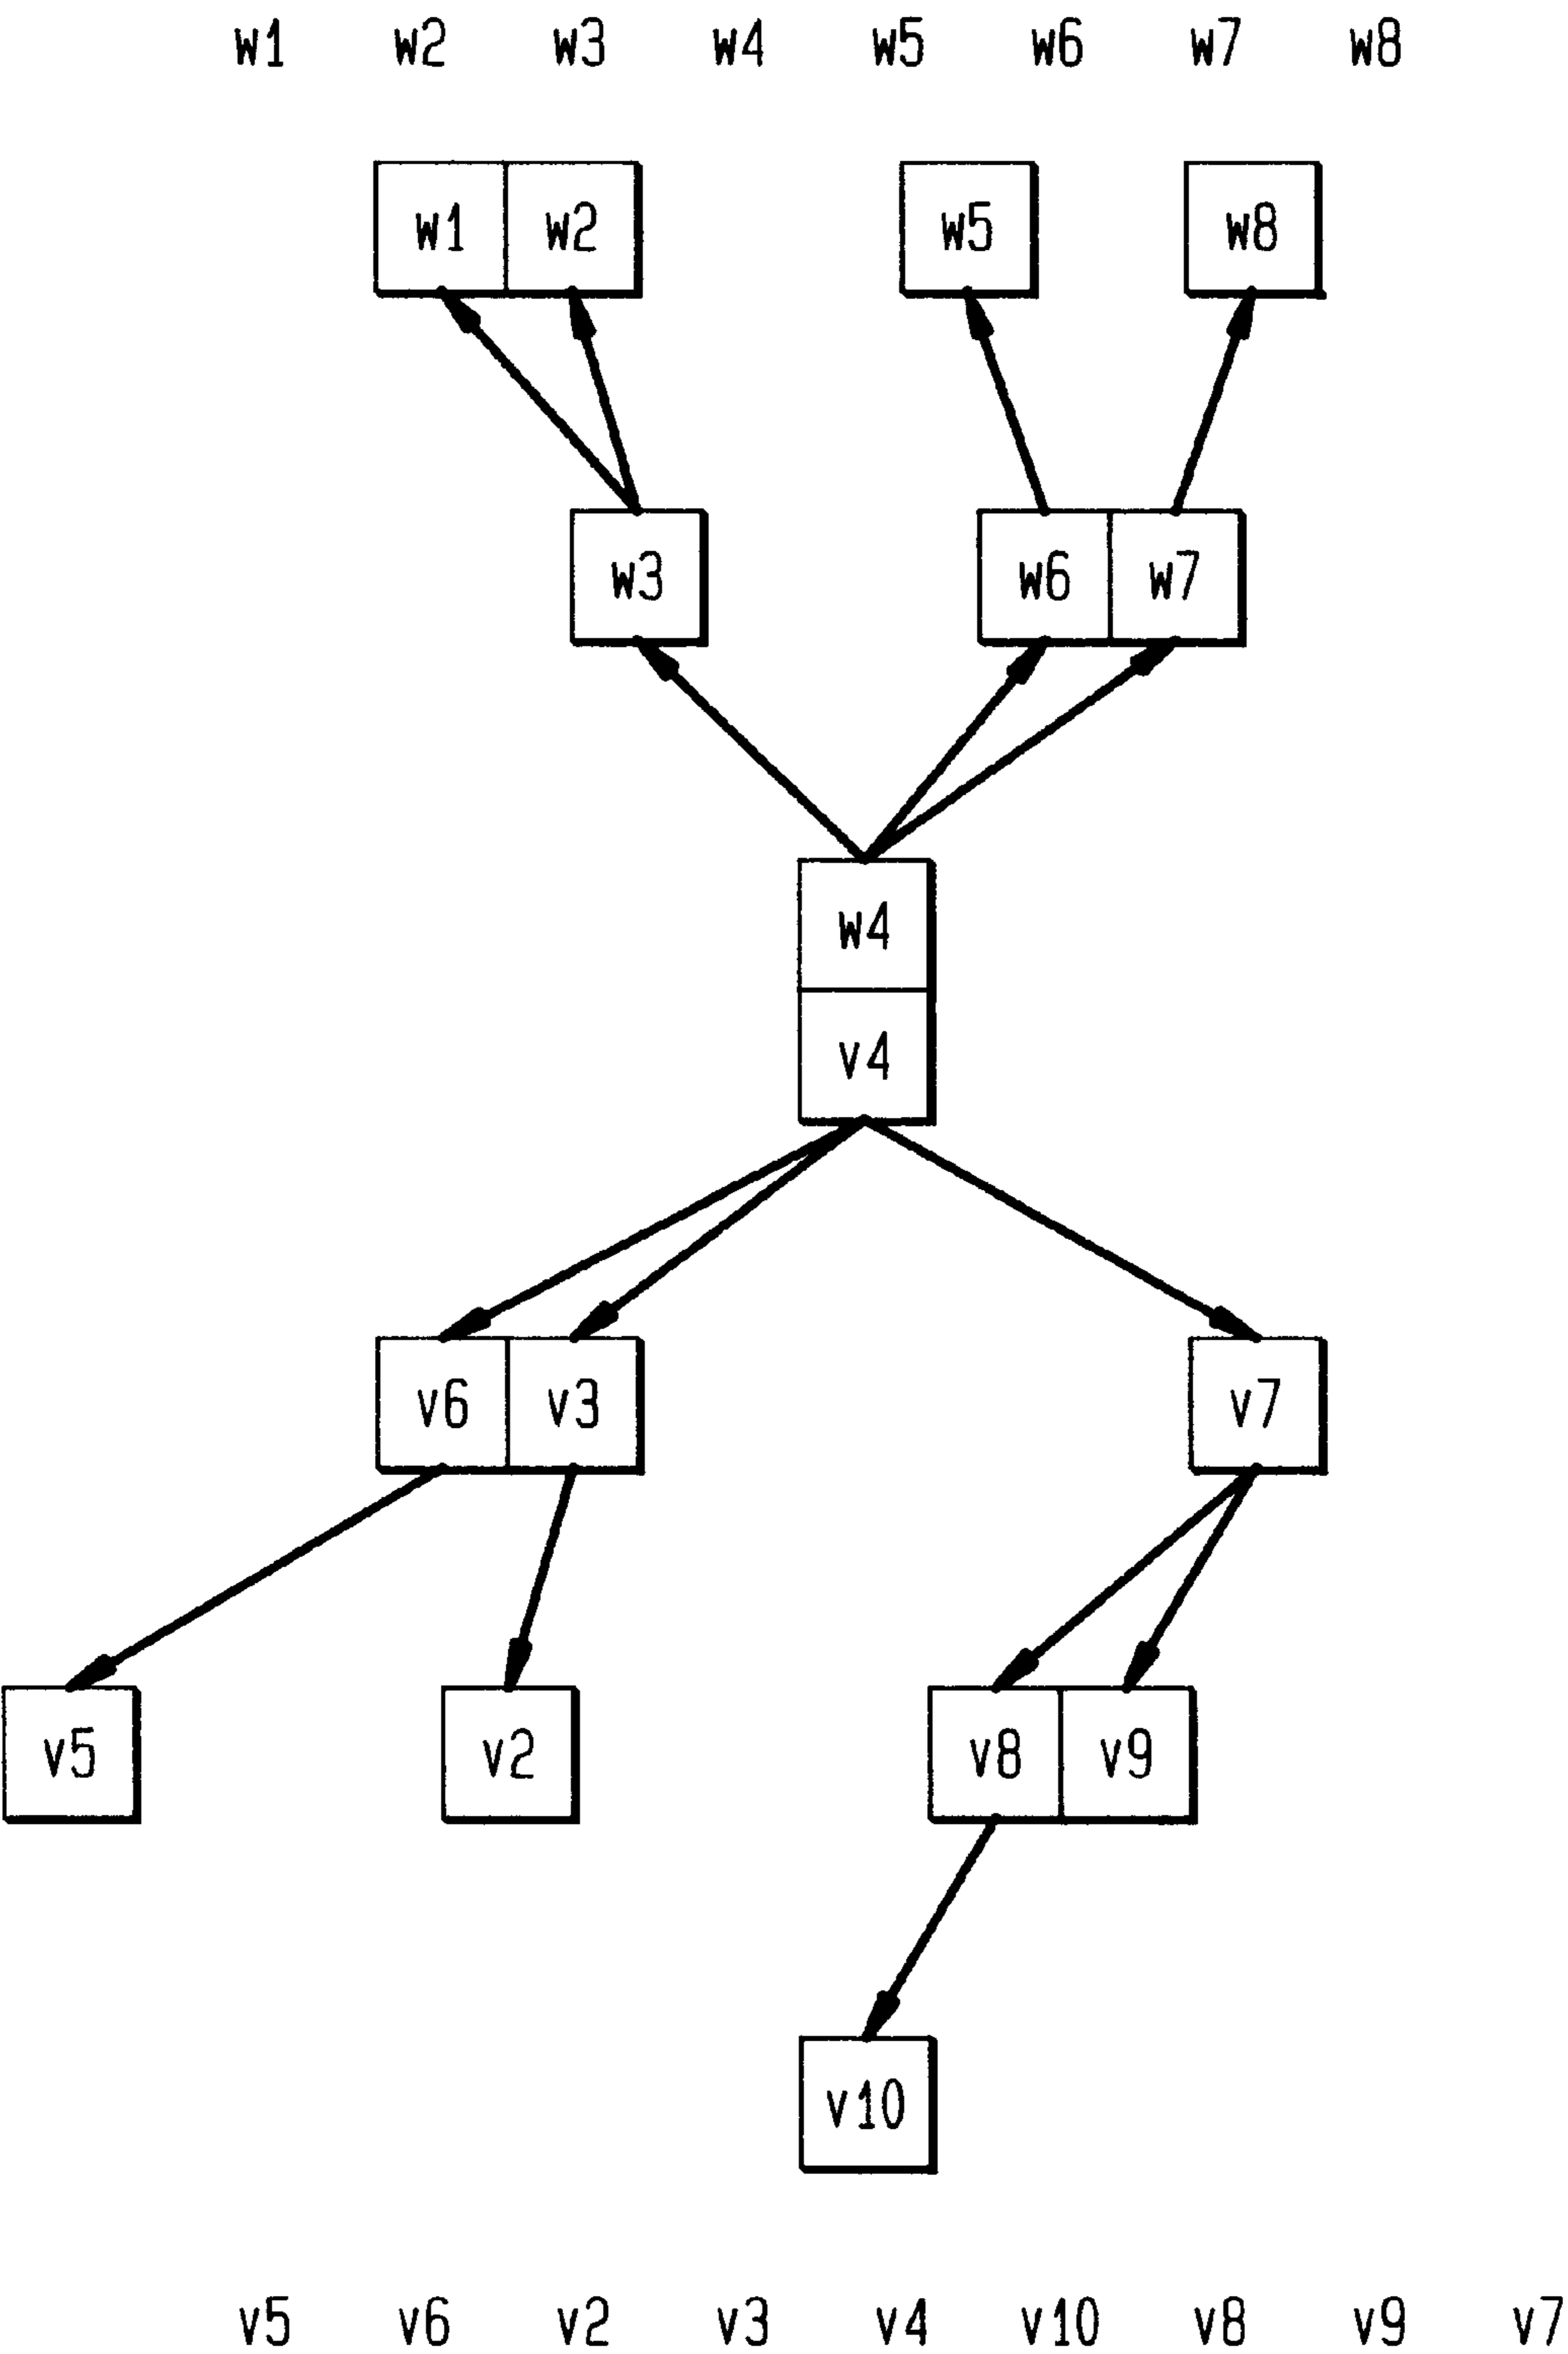 w1 w2 w3 w4 w5 w6 w7 w8
w1 w2 w5 w8
w3 w6 w7
w4
v4
v6 v3 v7
v5 v2 v8 v9
v10
v5 v6 v2 v3 v4 v10 v8 v9 v7